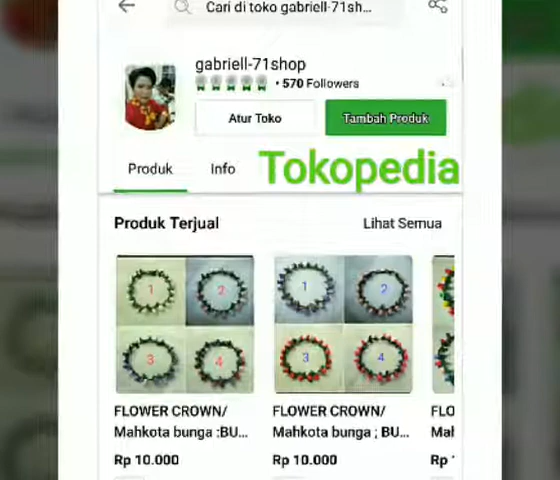 Cari di toko gabriell-71sh...
gabriell-71shop
• 570 Followers
Atur Toko
Tambah Produk
Produk
Info
Tokopedia
Produk Terjual
Lihat Semua
1
2
3
4
1
2
3
4
FLOWER CROWN/
Mahkota bunga :BU...
Rp 10.000
FLOWER CROWN/
Mahkota bunga ; BU...
Rp 10.000
FLO
Mal
Rp